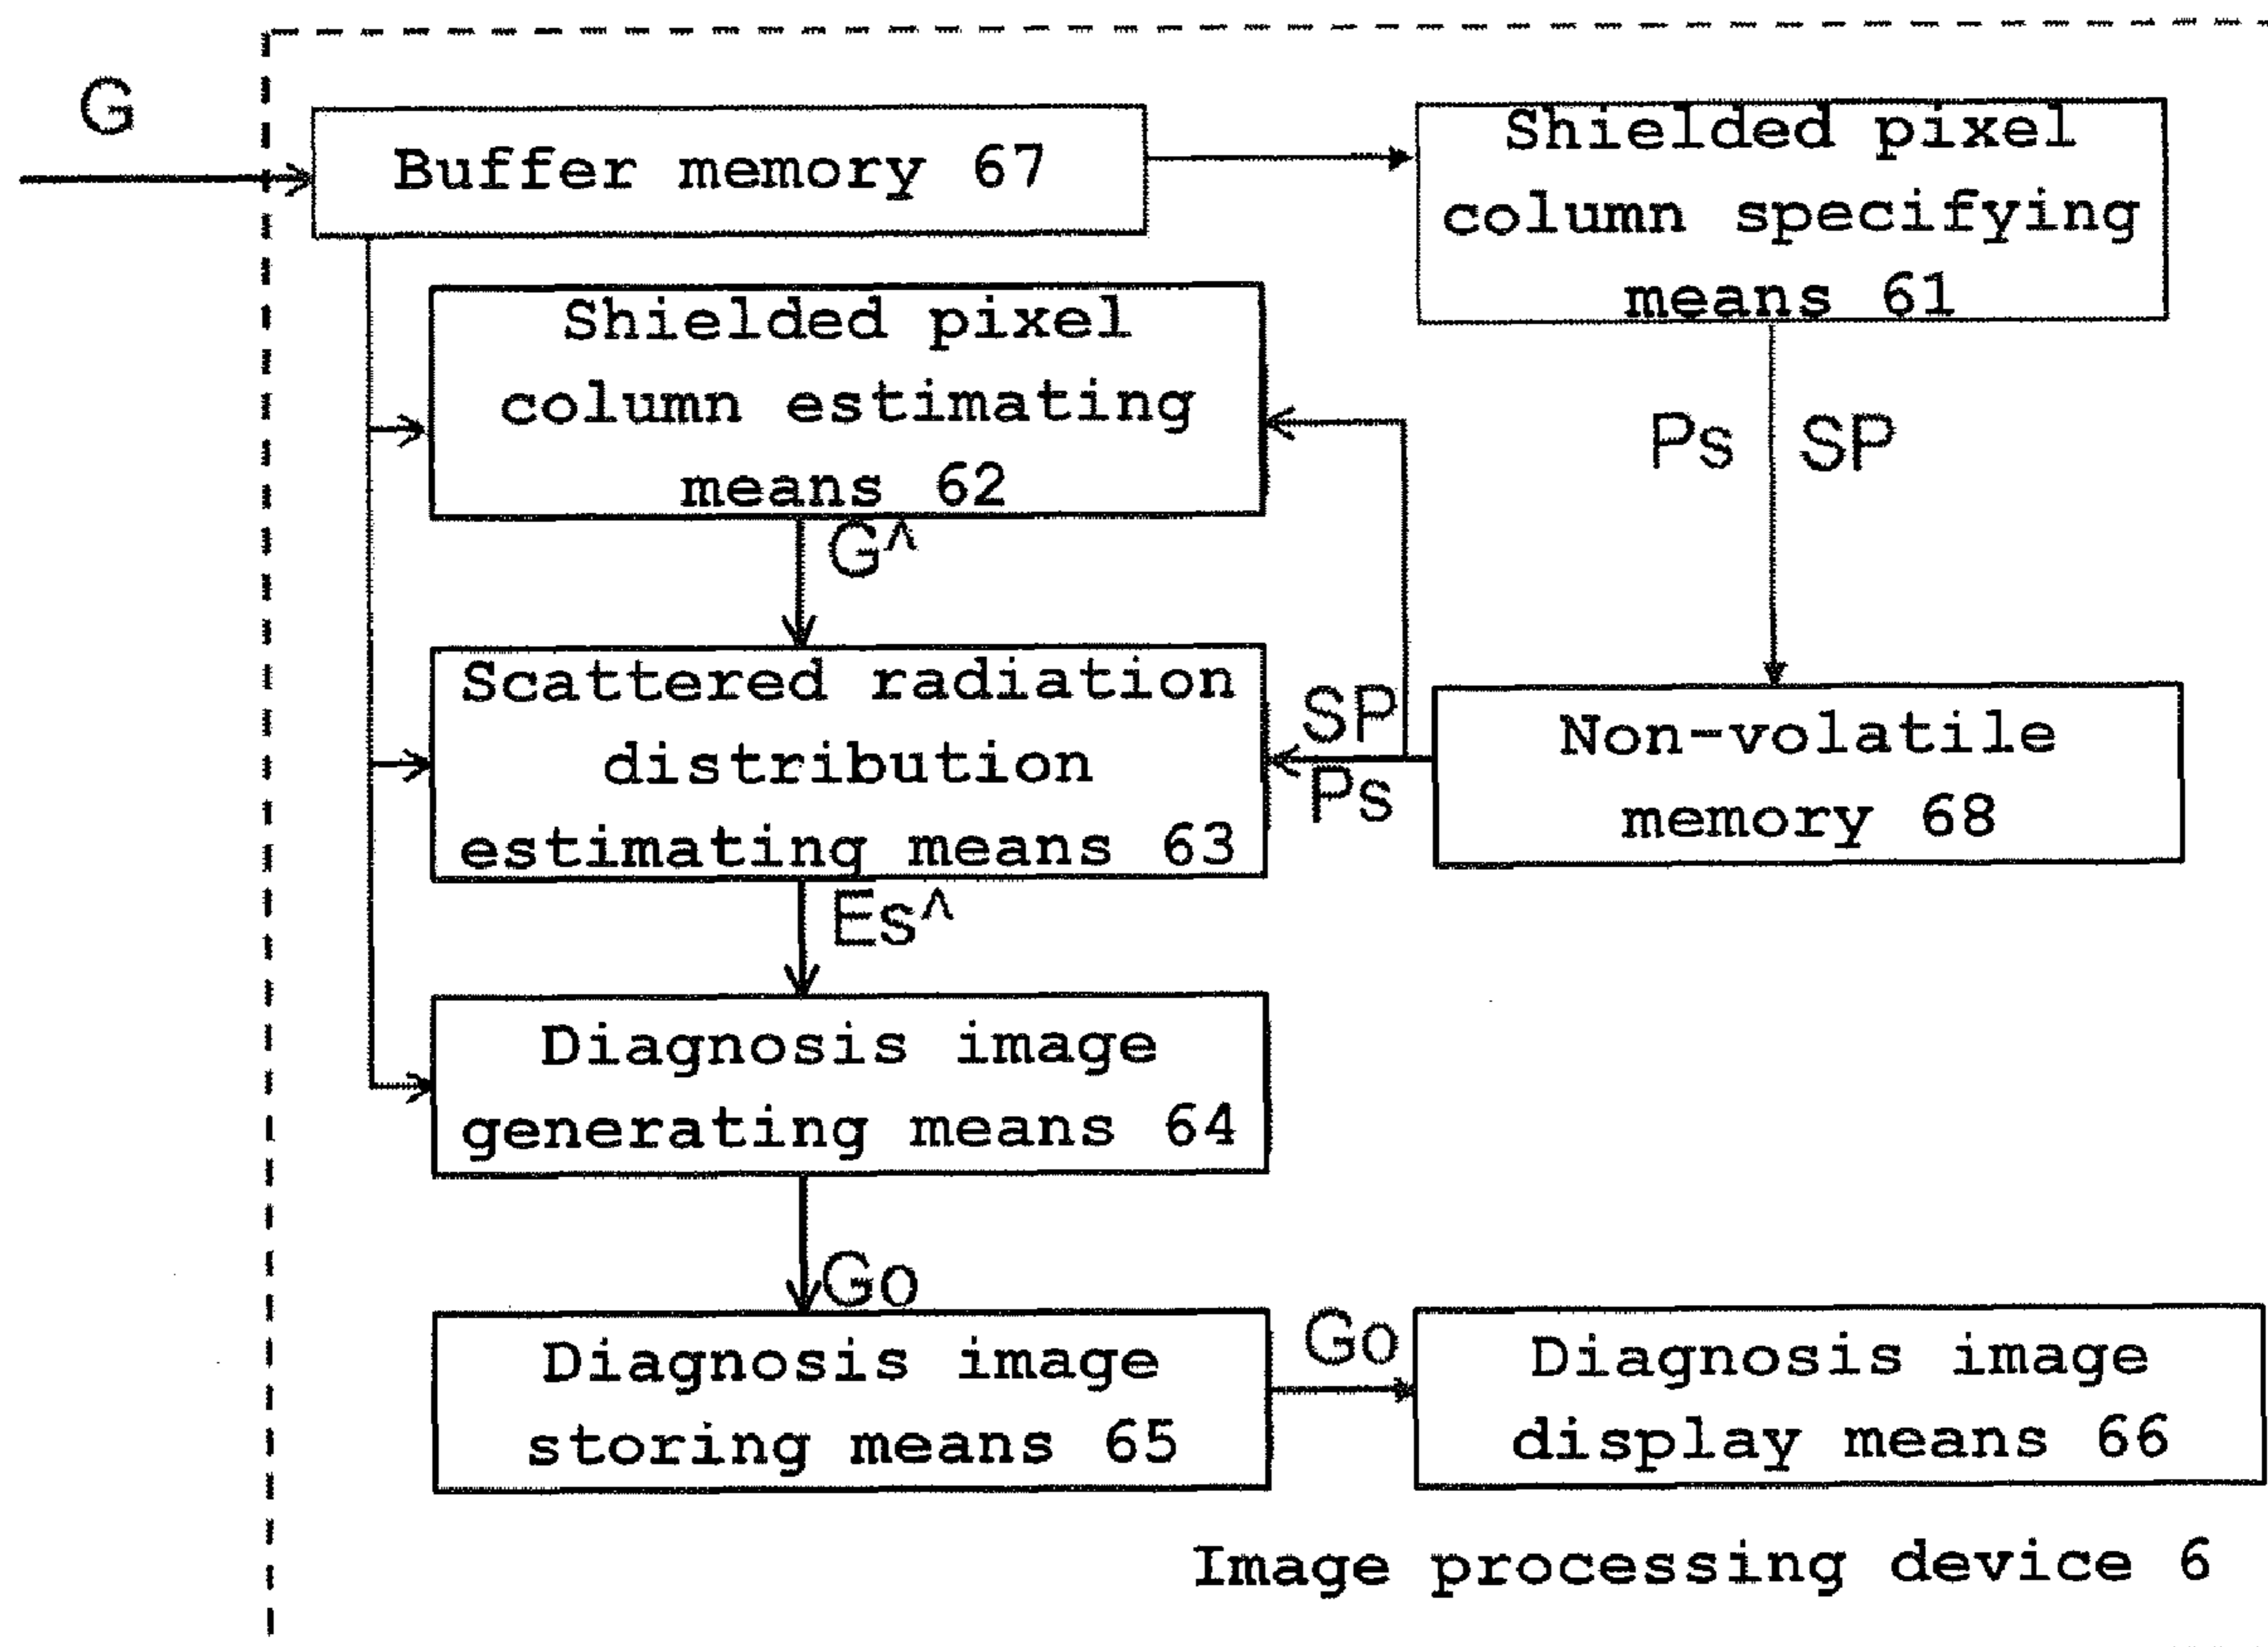 G
Buffer memory 67
Shielded pixel
column specifying
means 61
Shielded pixel
column estimating
means 62
Ps
SP
G^
Scattered radiation
distribution
estimating means 63
SP
Ps
Non-volatile
memory 68
Es^
Diagnosis image
generating means 64
Go
Diagnosis image
storing means 65
Go
Diagnosis image
display means 66
Image processing device 6